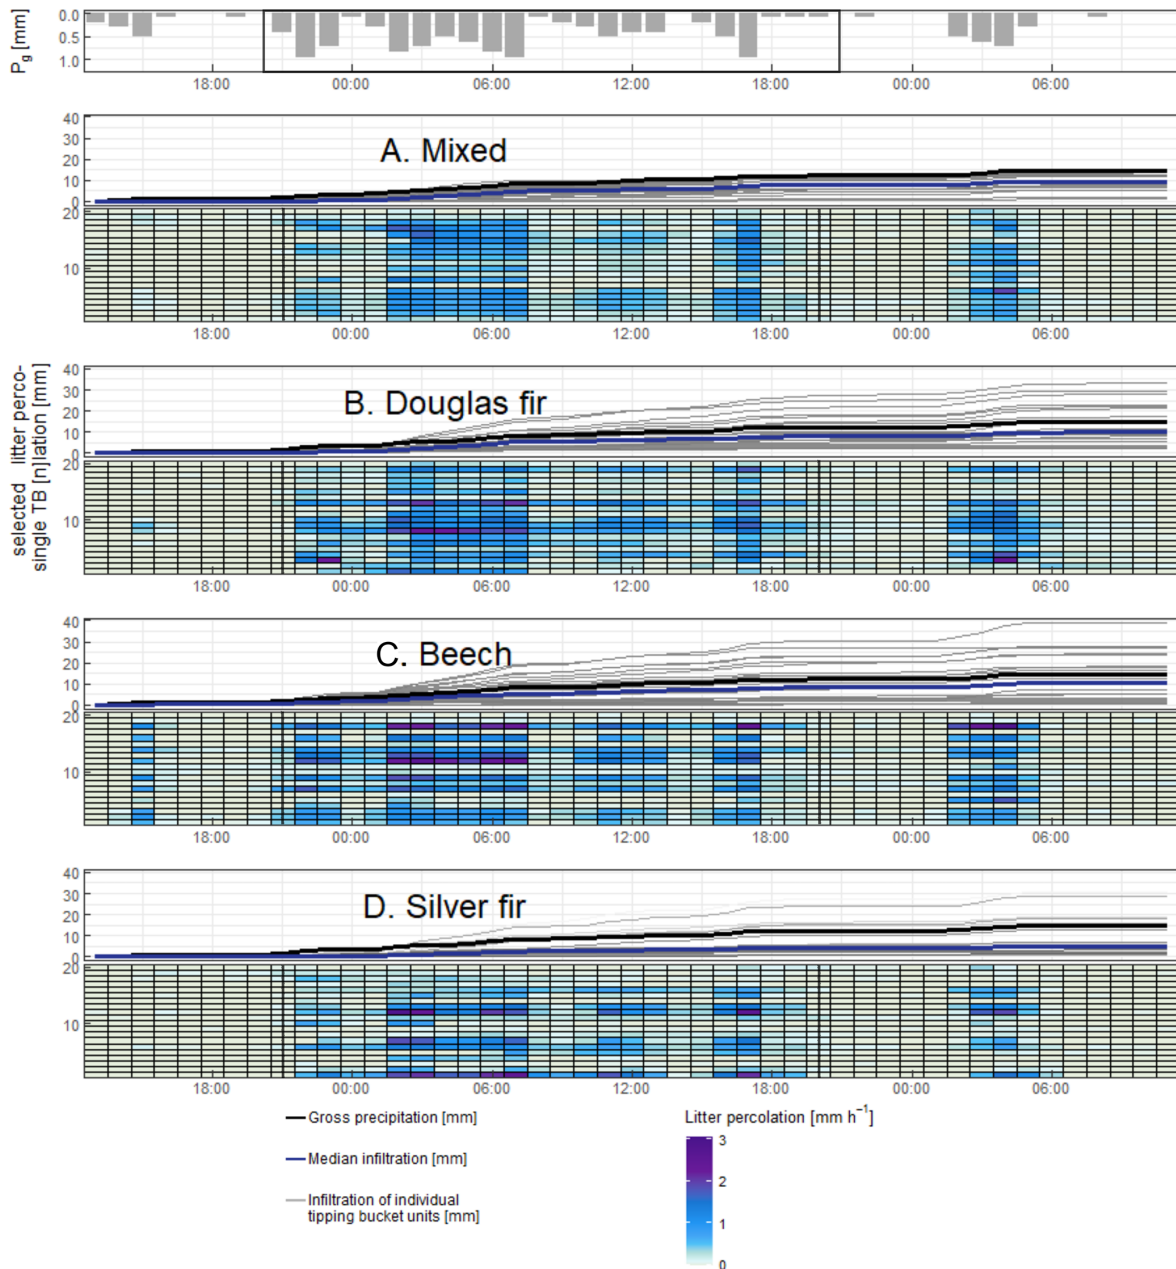 P_g [mm]
0.0
0.5
1.0
18:00 00:00 06:00 12:00 18:00 00:00 06:00
A. Mixed
40
30
20
10
0
20
10
18:00 00:00 06:00 12:00 18:00 00:00 06:00
selected litter perco-
single TB [n] lation [mm]
B. Douglas fir
40
30
20
10
0
20
10
18:00 00:00 06:00 12:00 18:00 00:00 06:00
C. Beech
40
30
20
10
0
20
10
18:00 00:00 06:00 12:00 18:00 00:00 06:00
D. Silver fir
40
30
20
10
0
20
10
18:00 00:00 06:00 12:00 18:00 00:00 06:00
Gross precipitation [mm]
Median infiltration [mm]
Infiltration of individual
tipping bucket units [mm]
Litter percolation [mm h⁻¹]
3
2
1
0